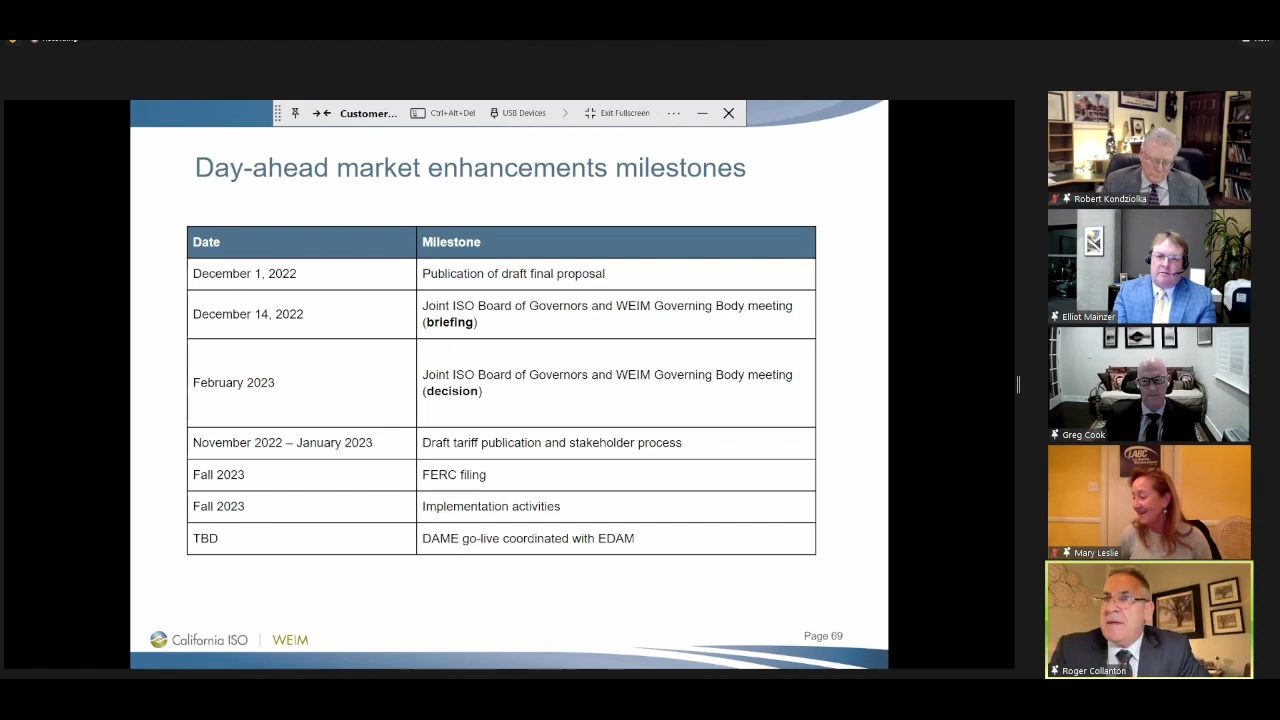 Customer...
Ctrl+Alt+Del
USB Devices
Exit Fullscreen
Day-ahead market enhancements milestones
Date
Milestone
December 1, 2022
Publication of draft final proposal
December 14, 2022
Joint ISO Board of Governors and WEIM Governing Body meeting
(briefing)
February 2023
Joint ISO Board of Governors and WEIM Governing Body meeting
(decision)
November 2022 – January 2023
Draft tariff publication and stakeholder process
Fall 2023
FERC filing
Fall 2023
Implementation activities
TBD
DAME go-live coordinated with EDAM
California ISO
WEIM
Page 69
Robert Kondziolka
Elliot Mainzer
Greg Cook
LABC
Mary Leslie
Roger Collanton